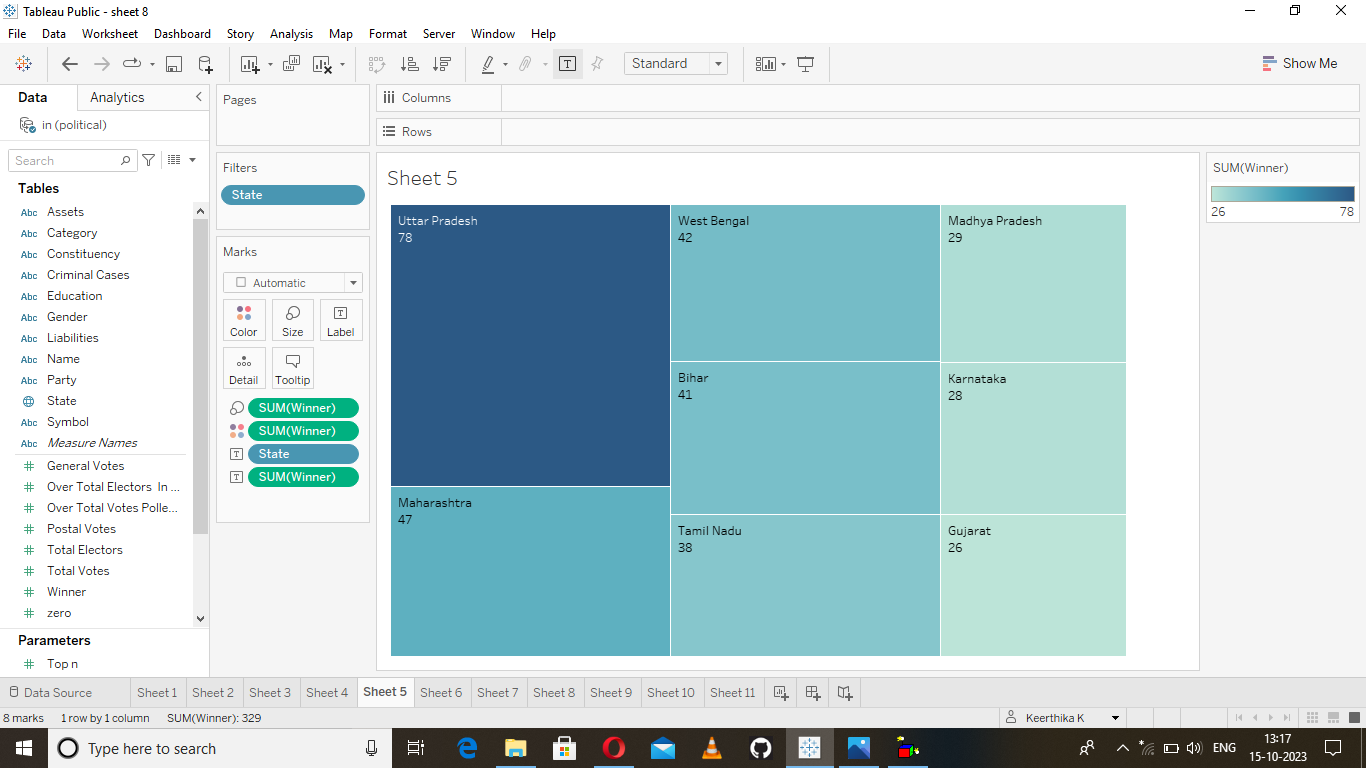 Tableau Public - sheet 8
File Data Worksheet Dashboard Story Analysis Map Format Server Window Help
Standard
Show Me
Data Analytics
in (political)
Search
Tables
Abc Assets
Abc Category
Abc Constituency
Abc Criminal Cases
Abc Education
Abc Gender
Abc Liabilities
Abc Name
Abc Party
State
Abc Symbol
Abc Measure Names
# General Votes
# Over Total Electors In ...
# Over Total Votes Polle...
# Postal Votes
# Total Electors
# Total Votes
# Winner
# zero
Parameters
# Top n
Pages
Filters
State
Marks
Automatic
Color Size Label
Detail Tooltip
SUM(Winner)
SUM(Winner)
State
SUM(Winner)
Columns
Rows
Sheet 5
Uttar Pradesh
78
Maharashtra
47
West Bengal
42
Bihar
41
Tamil Nadu
38
Madhya Pradesh
29
Karnataka
28
Gujarat
26
SUM(Winner)
26 78
Data Source Sheet 1 Sheet 2 Sheet 3 Sheet 4 Sheet 5 Sheet 6 Sheet 7 Sheet 8 Sheet 9 Sheet 10 Sheet 11
8 marks 1 row by 1 column SUM(Winner): 329
Keerthika K
Type here to search
ENG
13:17
15-10-2023